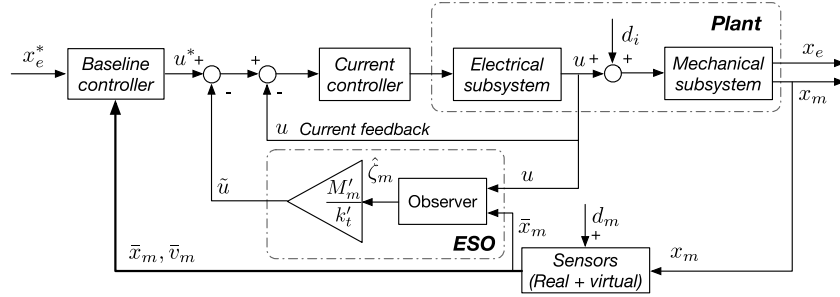 Plant
x_e^*
Baseline
controller
u^* + -
+ -
Current
controller
Electrical
subsystem
u + d_i +
Mechanical
subsystem
x_e
x_m
u Current feedback
ũ
M'_m
k'_t
ζ̂_m
Observer
u
x̄_m
ESO
d_m
+
x̄_m, v̄_m
Sensors
(Real + virtual)
x_m